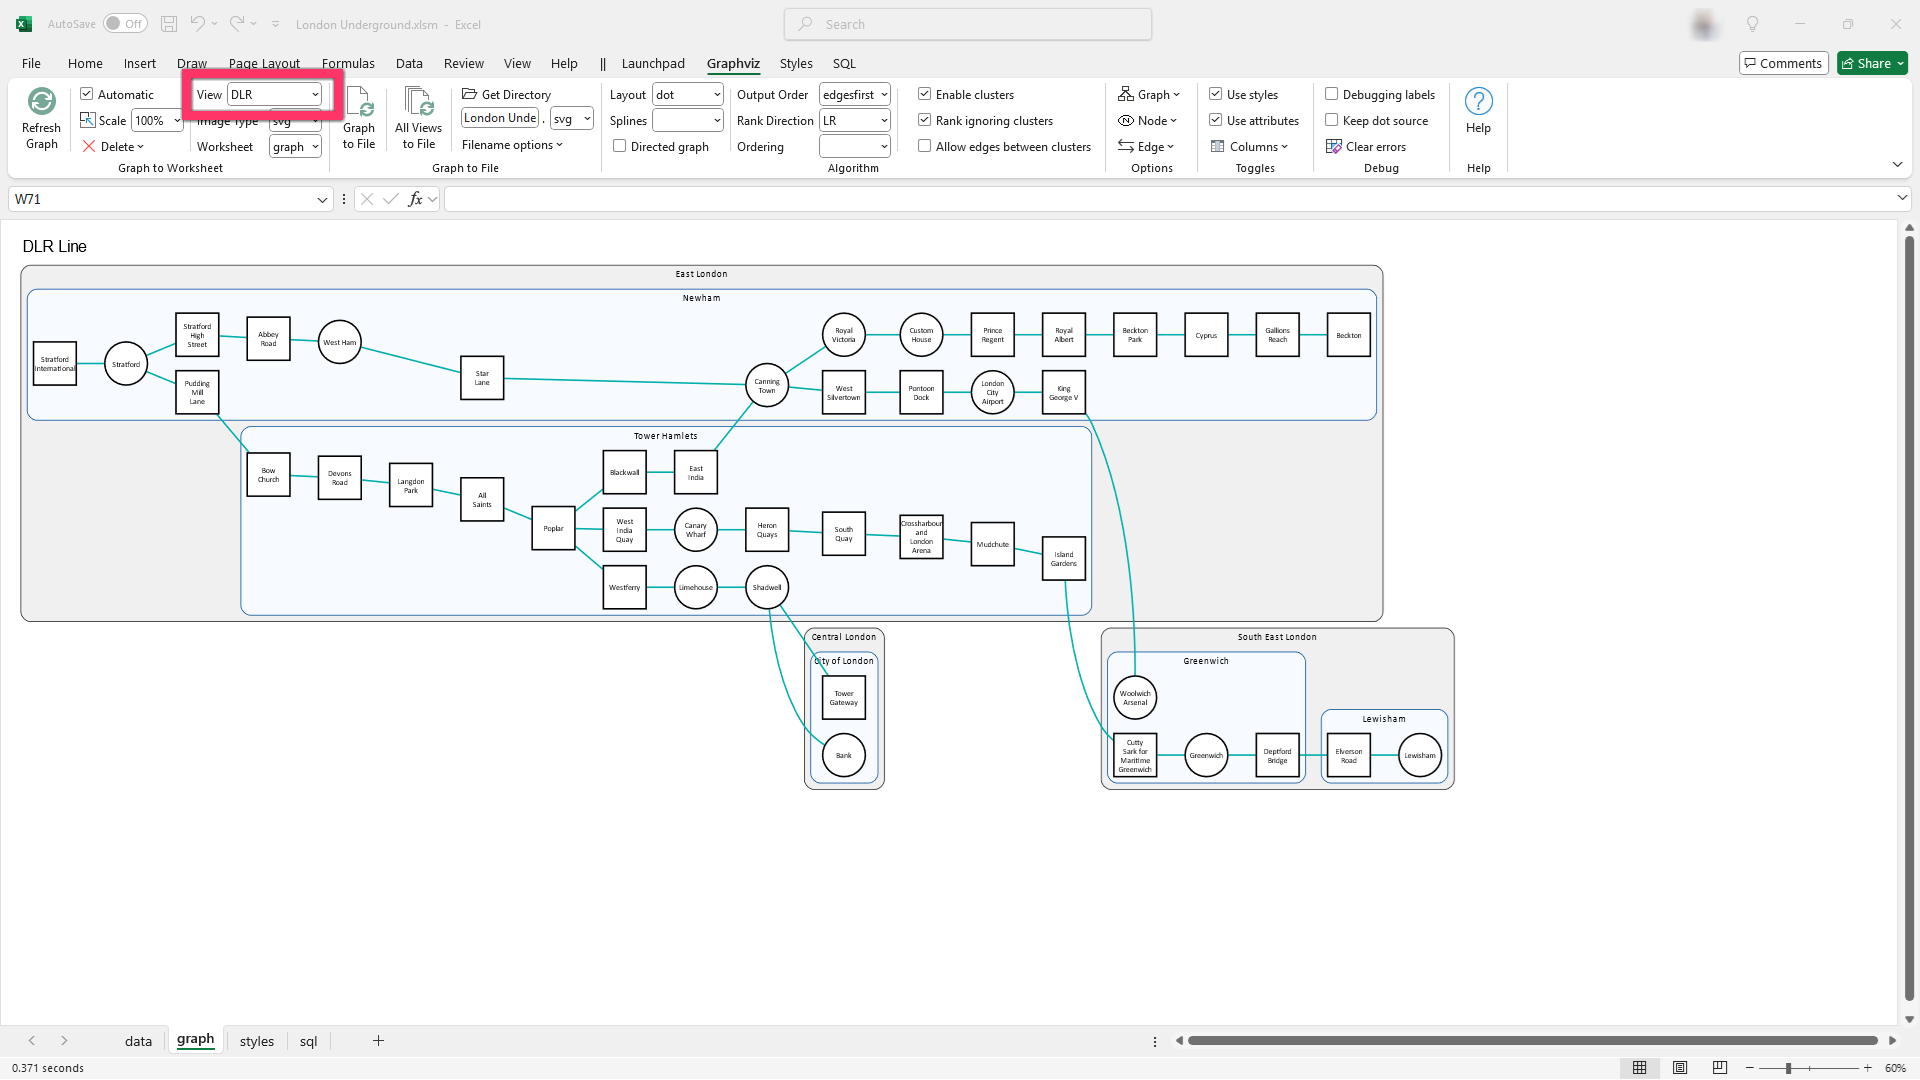 AutoSave Off London Underground.xlsm - Excel Search
File Home Insert Draw Page Layout Formulas Data Review View Help || Launchpad Graphviz Styles SQL Comments Share
Refresh
Graph
Automatic
Scale 100%
Delete
View DLR
Image Type svg
Worksheet graph
Graph to Worksheet
Graph
to File
All Views
to File
Get Directory
London Unde . svg
Filename options
Graph to File
Layout dot
Splines
Directed graph
Output Order edgesfirst
Rank Direction LR
Ordering
Enable clusters
Rank ignoring clusters
Allow edges between clusters
Algorithm
Graph
Node
Edge
Options
Use styles
Use attributes
Columns
Toggles
Debugging labels
Keep dot source
Clear errors
Debug
Help
Help
W71 fx
DLR Line
East London
Newham
Stratford
International
Stratford
Stratford
High
Street
Pudding
Mill
Lane
Abbey
Road
West Ham
Star
Lane
Canning
Town
Royal
Victoria
Custom
House
Prince
Regent
Royal
Albert
Beckton
Park
Cyprus
Gallions
Reach
Beckton
West
Silvertown
Pontoon
Dock
London
City
Airport
King
George V
Tower Hamlets
Bow
Church
Devons
Road
Langdon
Park
All
Saints
Poplar
Blackwall
East
India
West
India
Quay
Canary
Wharf
Heron
Quays
South
Quay
Crossharbour
and
London
Arena
Mudchute
Island
Gardens
Westferry
Limehouse
Shadwell
Central London
City of London
Tower
Gateway
Bank
South East London
Greenwich
Woolwich
Arsenal
Cutty
Sark for
Maritime
Greenwich
Greenwich
Deptford
Bridge
Lewisham
Elverson
Road
Lewisham
data graph styles sql
0.371 seconds 60%